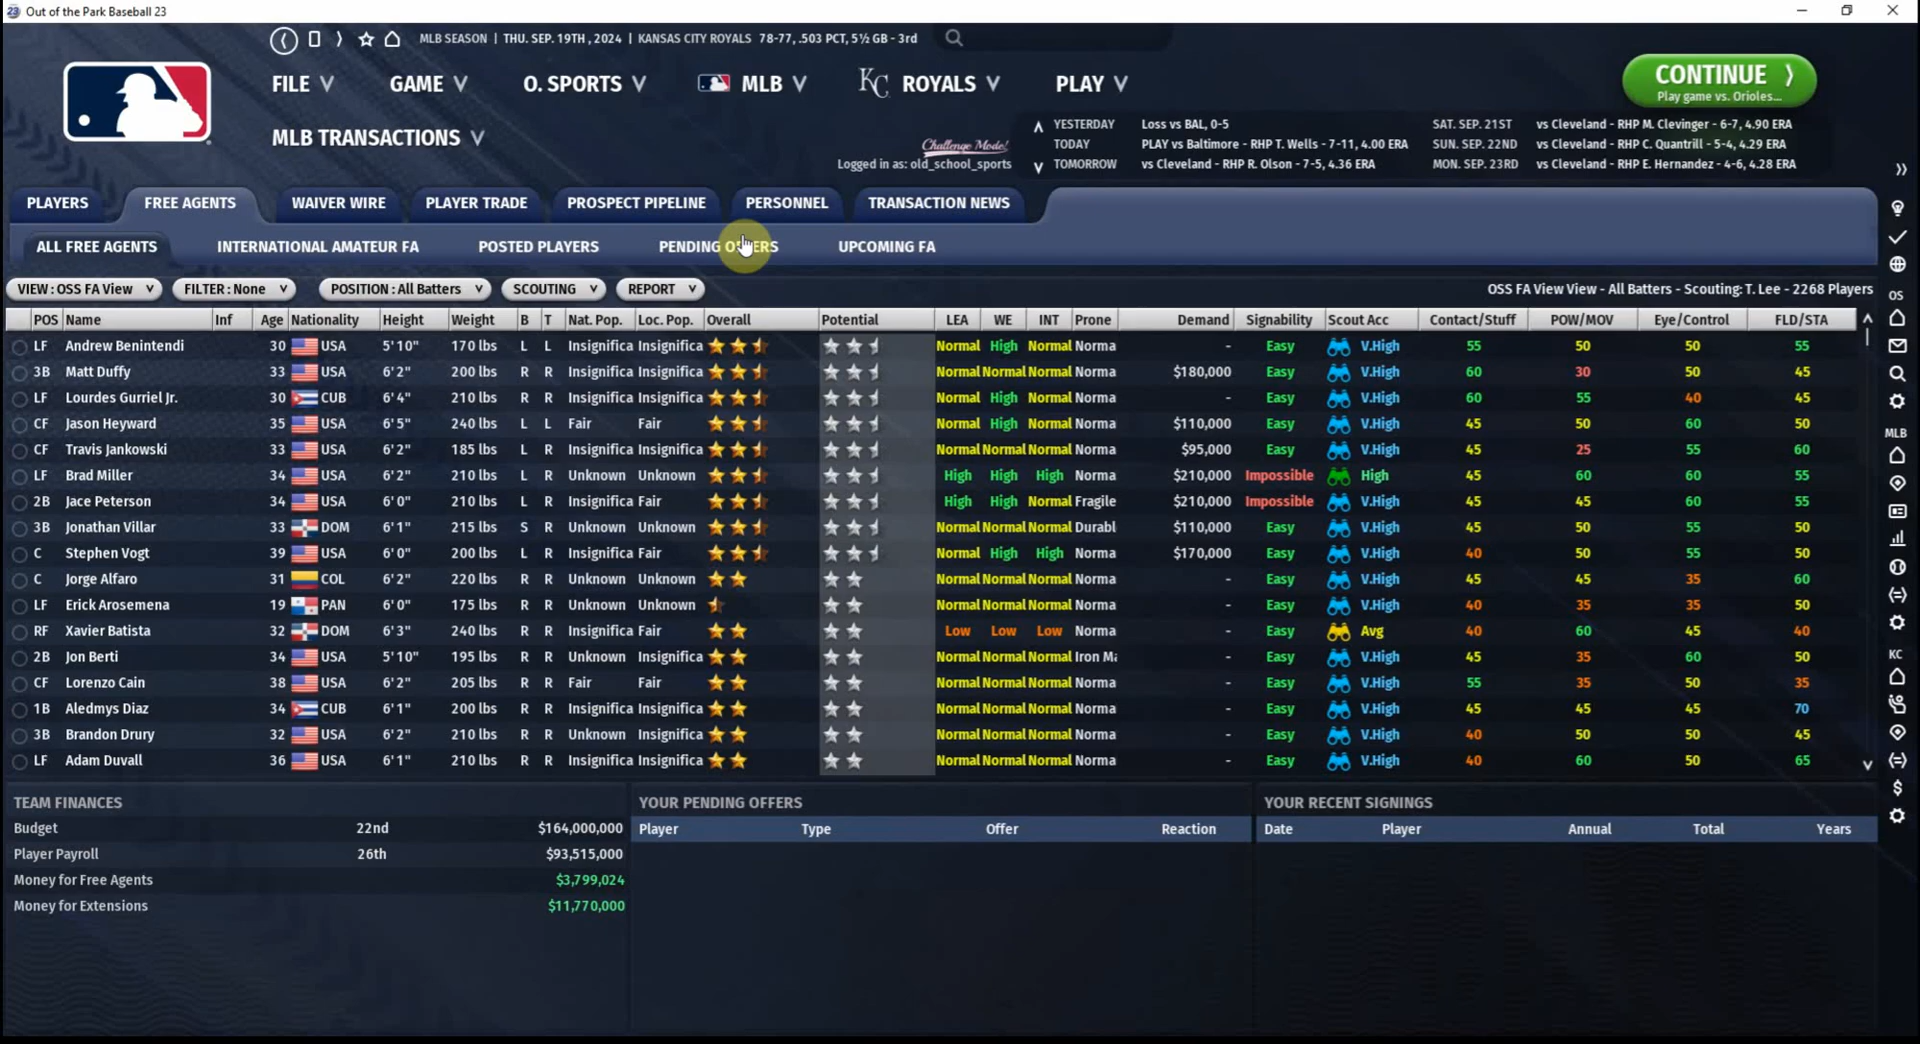 23 Out of the Park Baseball 23
MLB SEASON | THU. SEP. 19TH , 2024 | KANSAS CITY ROYALS 78-77, .503 PCT, 5½ GB - 3rd
FILE GAME O. SPORTS MLB KC ROYALS PLAY
CONTINUE
Play game vs. Orioles...
MLB TRANSACTIONS
Challenge Mode!
Logged in as: old_school_sports
YESTERDAY Loss vs BAL, 0-5 SAT. SEP. 21ST vs Cleveland - RHP M. Clevinger - 6-7, 4.90 ERA
TODAY PLAY vs Baltimore - RHP T. Wells - 7-11, 4.00 ERA SUN. SEP. 22ND vs Cleveland - RHP C. Quantrill - 5-4, 4.29 ERA
TOMORROW vs Cleveland - RHP R. Olson - 7-5, 4.36 ERA MON. SEP. 23RD vs Cleveland - RHP E. Hernandez - 4-6, 4.28 ERA
PLAYERS FREE AGENTS WAIVER WIRE PLAYER TRADE PROSPECT PIPELINE PERSONNEL TRANSACTION NEWS
ALL FREE AGENTS INTERNATIONAL AMATEUR FA POSTED PLAYERS PENDING OFFERS UPCOMING FA
VIEW : OSS FA View FILTER : None POSITION : All Batters SCOUTING REPORT OSS FA View View - All Batters - Scouting: T. Lee - 2268 Players
POS Name Inf Age Nationality Height Weight B T Nat. Pop. Loc. Pop. Overall Potential LEA WE INT Prone Demand Signability Scout Acc Contact/Stuff POW/MOV Eye/Control FLD/STA
LF Andrew Benintendi 30 USA 5' 10" 170 lbs L L Insignifica Insignifica Normal High Normal Norma - Easy V.High 55 50 50 55
3B Matt Duffy 33 USA 6' 2" 200 lbs R R Insignifica Insignifica Normal Normal Normal Norma $180,000 Easy V.High 60 30 50 45
LF Lourdes Gurriel Jr. 30 CUB 6' 4" 210 lbs R R Insignifica Insignifica Normal High Normal Norma - Easy V.High 60 55 40 45
CF Jason Heyward 35 USA 6' 5" 240 lbs L L Fair Fair Normal High Normal Norma $110,000 Easy V.High 45 50 60 50
CF Travis Jankowski 33 USA 6' 2" 185 lbs L R Insignifica Insignifica Normal Normal Normal Norma $95,000 Easy V.High 45 25 55 60
LF Brad Miller 34 USA 6' 2" 210 lbs L R Unknown Unknown High High High Norma $210,000 Impossible High 45 60 60 55
2B Jace Peterson 34 USA 6' 0" 210 lbs L R Insignifica Fair High High Normal Fragile $210,000 Impossible V.High 45 45 60 55
3B Jonathan Villar 33 DOM 6' 1" 215 lbs S R Unknown Unknown Normal Normal Normal Durabl $110,000 Easy V.High 45 50 55 50
C Stephen Vogt 39 USA 6' 0" 200 lbs L R Insignifica Fair Normal High High Norma $170,000 Easy V.High 40 50 55 50
C Jorge Alfaro 31 COL 6' 2" 220 lbs R R Unknown Unknown Normal Normal Normal Norma - Easy V.High 45 45 35 60
LF Erick Arosemena 19 PAN 6' 0" 175 lbs R R Unknown Unknown Normal Normal Normal Norma - Easy V.High 40 35 35 50
RF Xavier Batista 32 DOM 6' 3" 240 lbs R R Insignifica Fair Low Low Low Norma - Easy Avg 40 60 45 40
2B Jon Berti 34 USA 5' 10" 195 lbs R R Unknown Insignifica Normal Normal Normal Iron Ma - Easy V.High 45 35 60 50
CF Lorenzo Cain 38 USA 6' 2" 205 lbs R R Fair Fair Normal Normal Normal Norma - Easy V.High 55 35 50 35
1B Aledmys Diaz 34 CUB 6' 1" 200 lbs R R Insignifica Insignifica Normal Normal Normal Norma - Easy V.High 45 45 45 70
3B Brandon Drury 32 USA 6' 2" 210 lbs R R Unknown Insignifica Normal Normal Normal Norma - Easy V.High 40 50 50 45
LF Adam Duvall 36 USA 6' 1" 210 lbs R R Insignifica Insignifica Normal Normal Normal Norma - Easy V.High 40 60 50 65
OS
MLB
KC
TEAM FINANCES YOUR PENDING OFFERS YOUR RECENT SIGNINGS
Budget 22nd $164,000,000 Player Type Offer Reaction Date Player Annual Total Years
Player Payroll 26th $93,515,000
Money for Free Agents $3,799,024
Money for Extensions $11,770,000